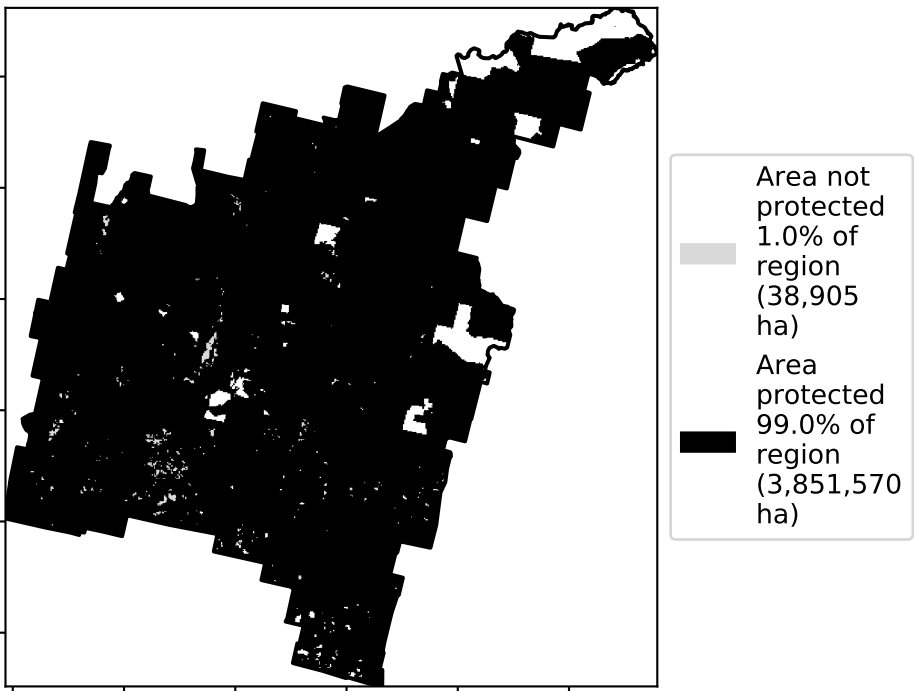 Area not
protected
1.0% of
region
(38,905
ha)
Area
protected
99.0% of
region
(3,851,570
ha)